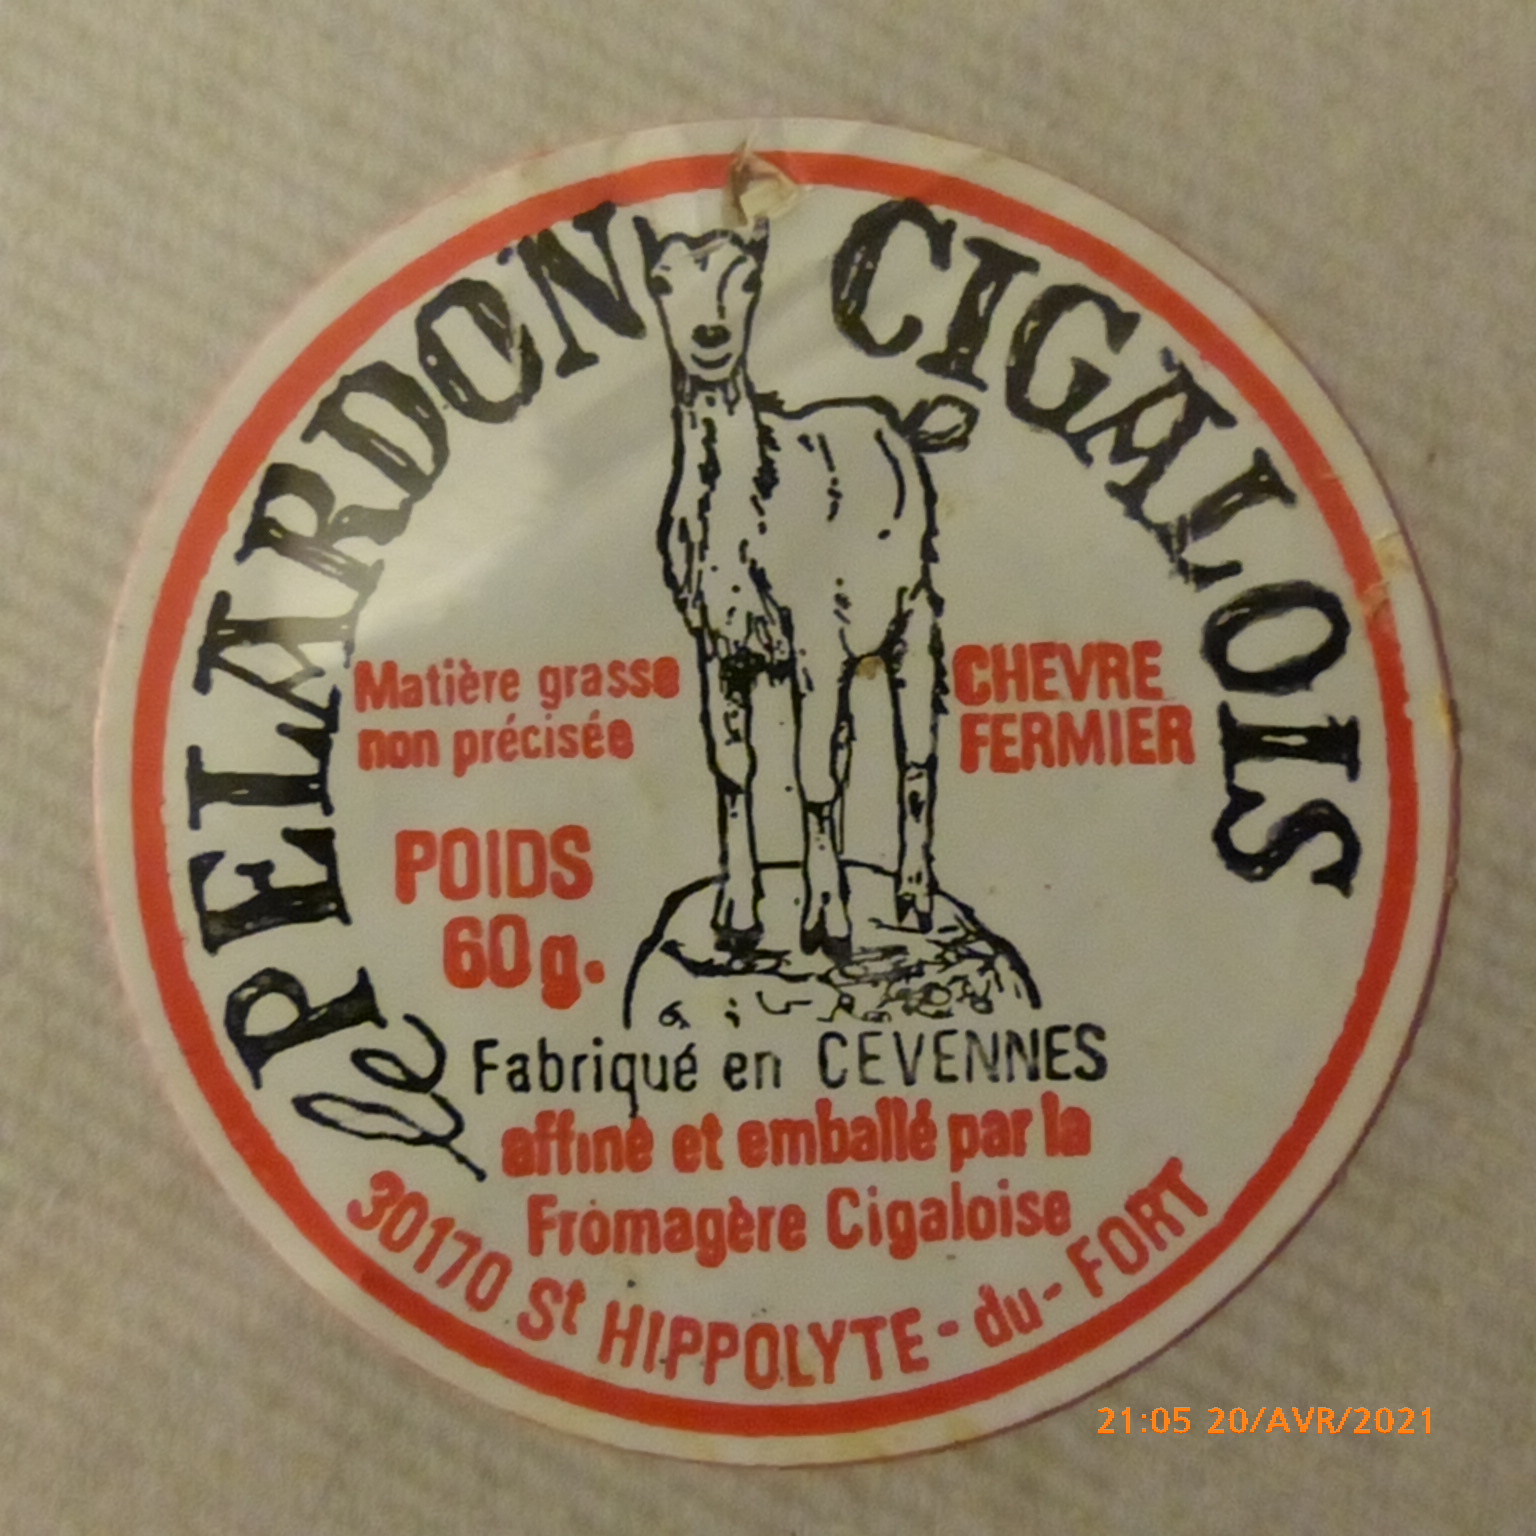 le PELARDON CIGALOIS
Matière grasse
non précisée
CHEVRE
FERMIER
POIDS
60 g.
Fabriqué en CEVENNES
affiné et emballé par la
Fromagère Cigaloise
30170 St HIPPOLYTE - du - FORT
21:05 20/AVR/2021